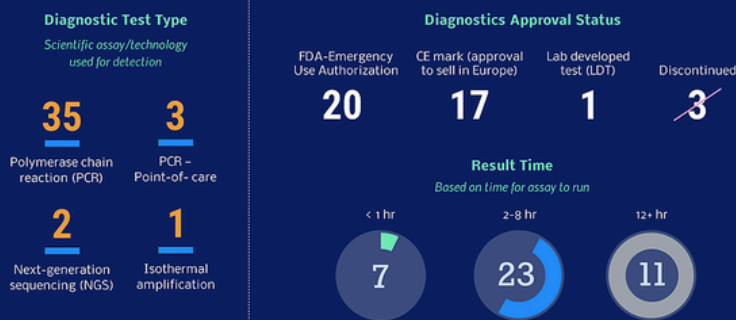 Diagnostic Test Type
Scientific assay/technology
used for detection
35
Polymerase chain
reaction (PCR)
3
PCR –
Point-of- care
2
Next-generation
sequencing (NGS)
1
Isothermal
amplification
Diagnostics Approval Status
FDA-Emergency
Use Authorization
20
CE mark (approval
to sell in Europe)
17
Lab developed
test (LDT)
1
Discontinued
3
Result Time
Based on time for assay to run
< 1 hr
7
2-8 hr
23
12+ hr
11